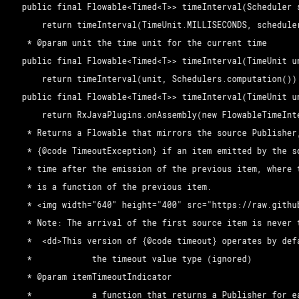 public final Flowable<Timed<T>> timeInterval(Scheduler s
return timeInterval(TimeUnit.MILLISECONDS, scheduler
* @param unit the time unit for the current time
public final Flowable<Timed<T>> timeInterval(TimeUnit un
return timeInterval(unit, Schedulers.computation())
public final Flowable<Timed<T>> timeInterval(TimeUnit un
return RxJavaPlugins.onAssembly(new FlowableTimeInte
* Returns a Flowable that mirrors the source Publisher,
* {@code TimeoutException} if an item emitted by the so
* time after the emission of the previous item, where t
* is a function of the previous item.
* <img width="640" height="400" src="https://raw.github
* Note: The arrival of the first source item is never t
*  <dd>This version of {@code timeout} operates by defa
*            the timeout value type (ignored)
* @param itemTimeoutIndicator
*            a function that returns a Publisher for ea